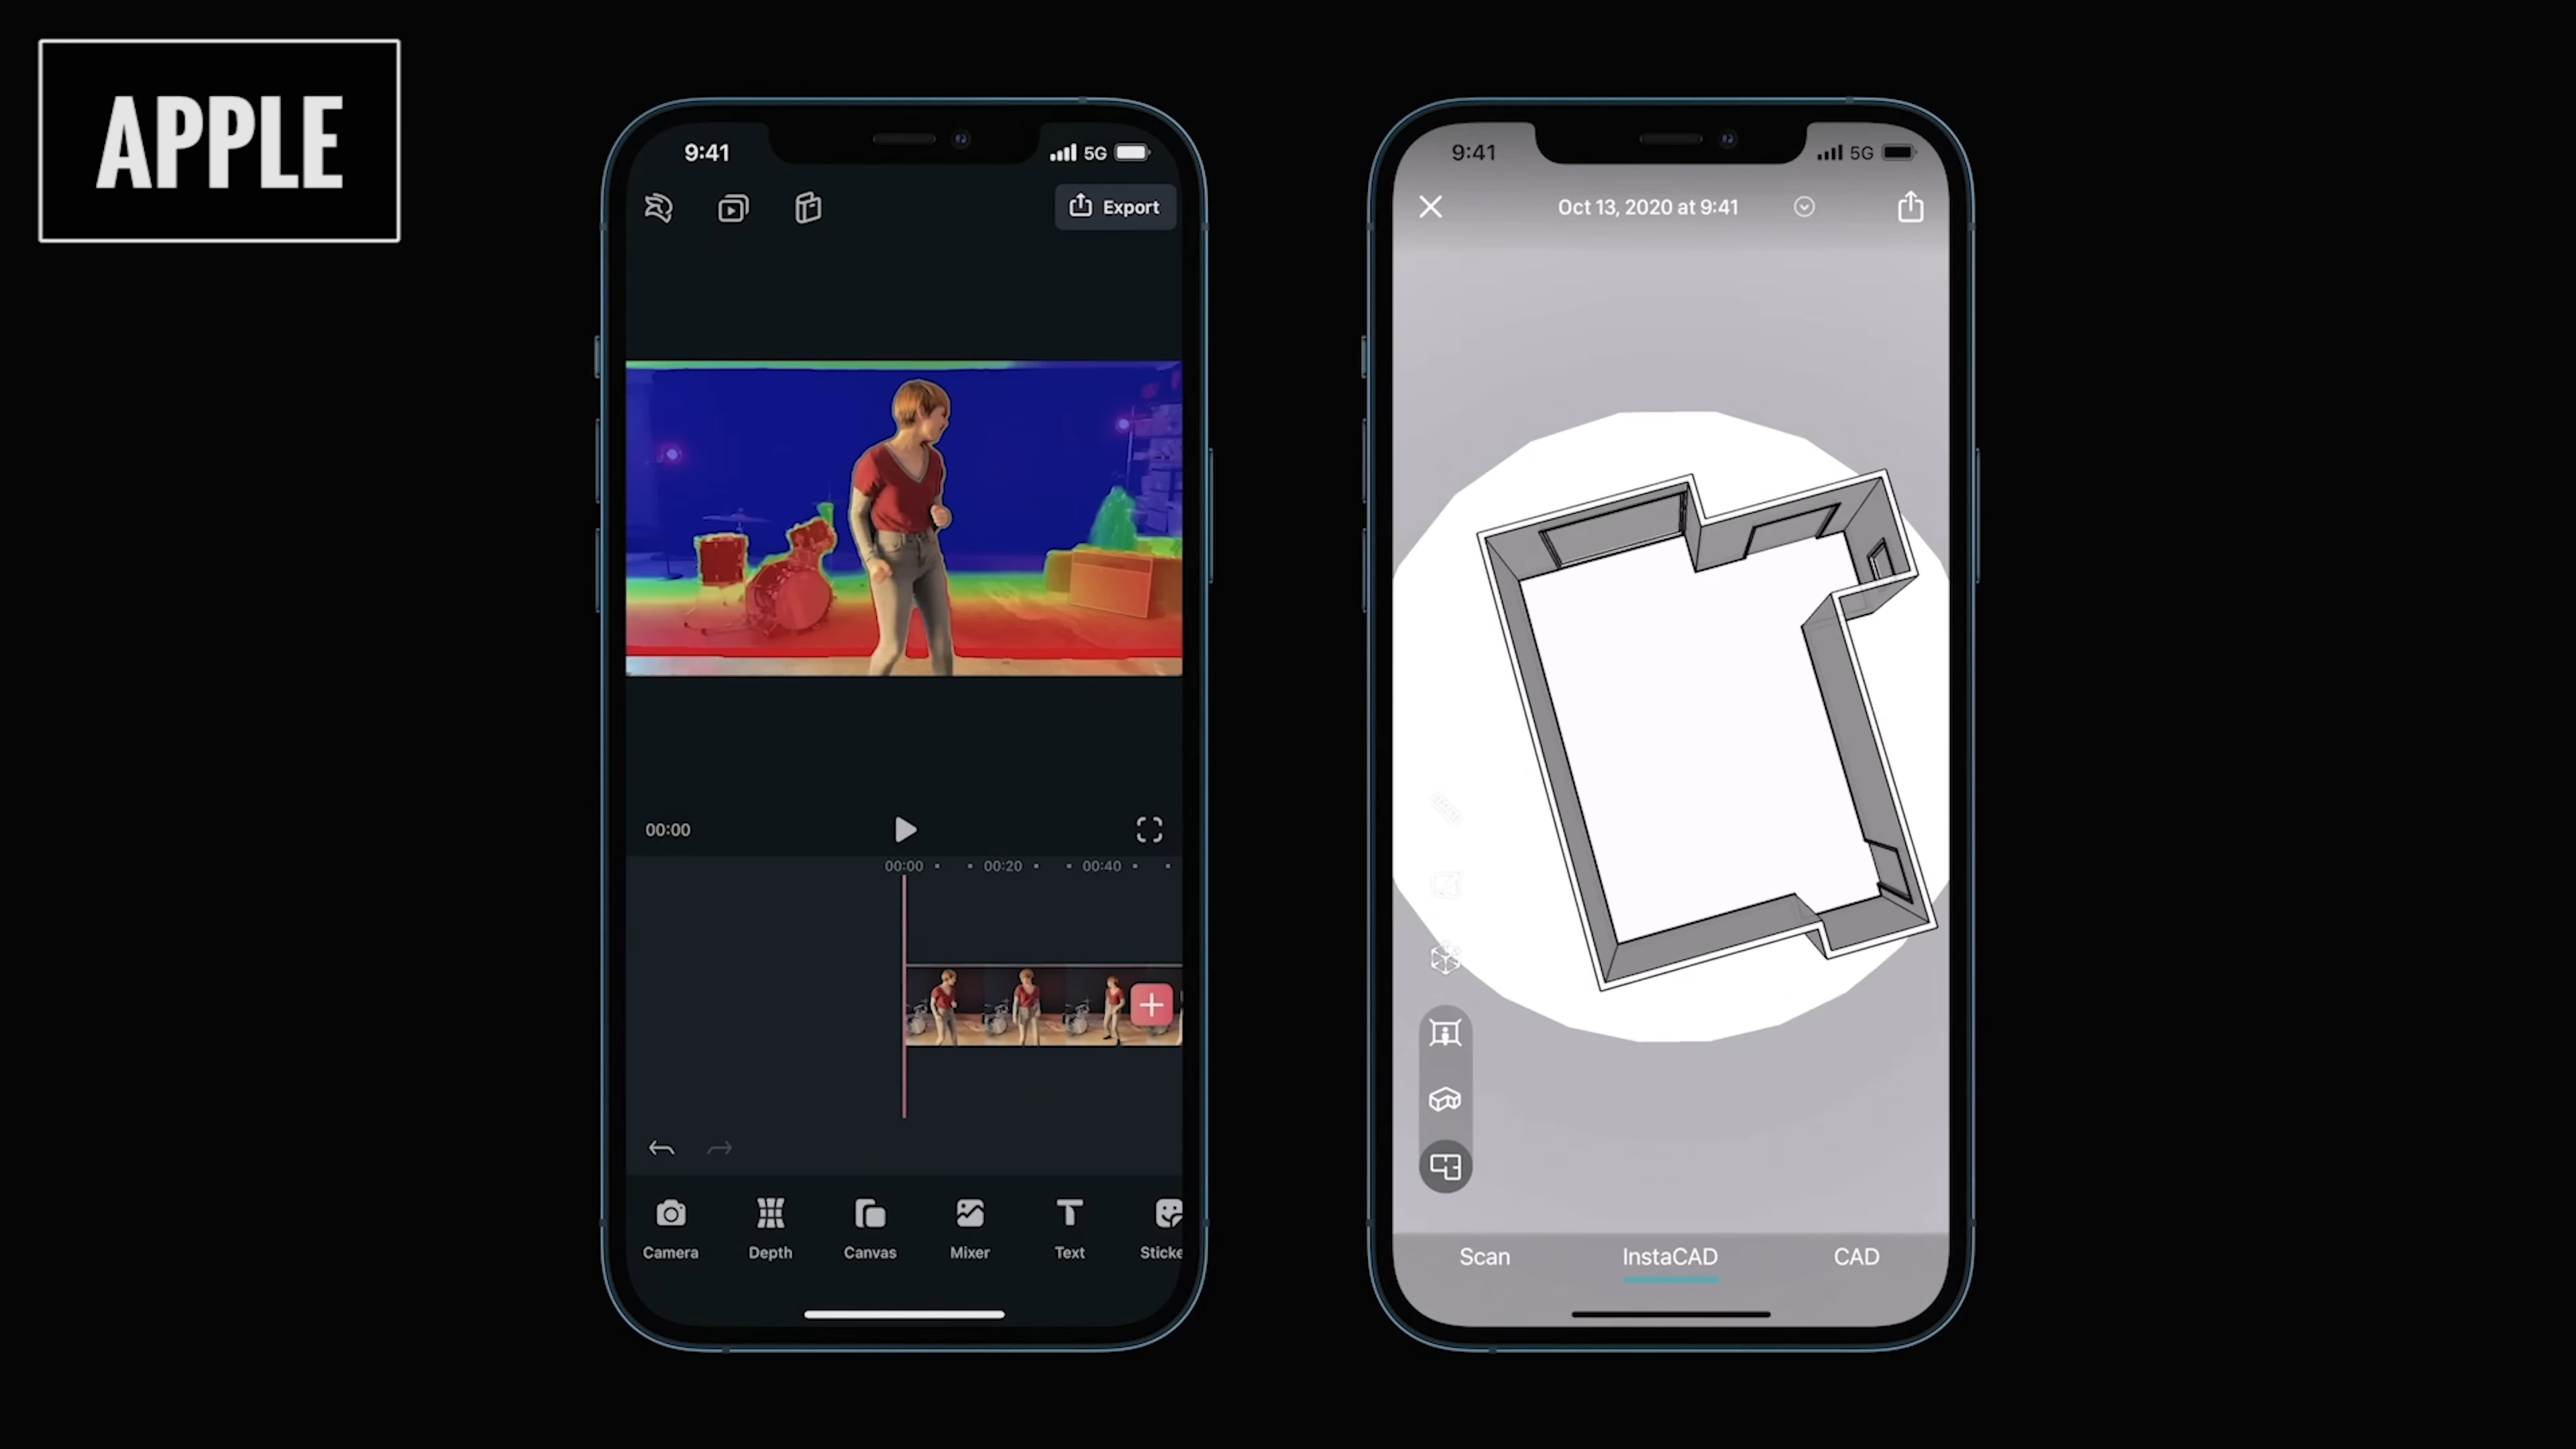 APPLE
9:41
5G
Export
00:00
00:00 00:20 00:40
Camera Depth Canvas Mixer Text Sticke
9:41
5G
Oct 13, 2020 at 9:41
Scan InstaCAD CAD